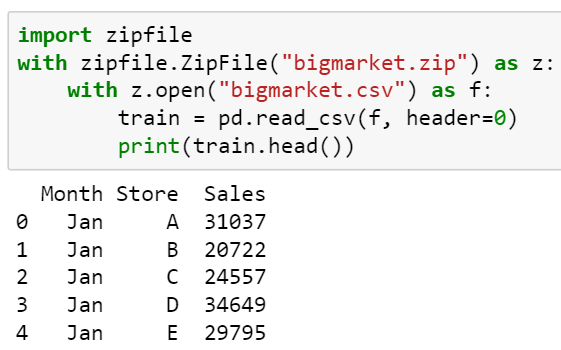 import zipfile
with zipfile.ZipFile("bigmarket.zip") as z:
    with z.open("bigmarket.csv") as f:
        train = pd.read_csv(f, header=0)
        print(train.head())
  Month Store  Sales
0   Jan     A  31037
1   Jan     B  20722
2   Jan     C  24557
3   Jan     D  34649
4   Jan     E  29795